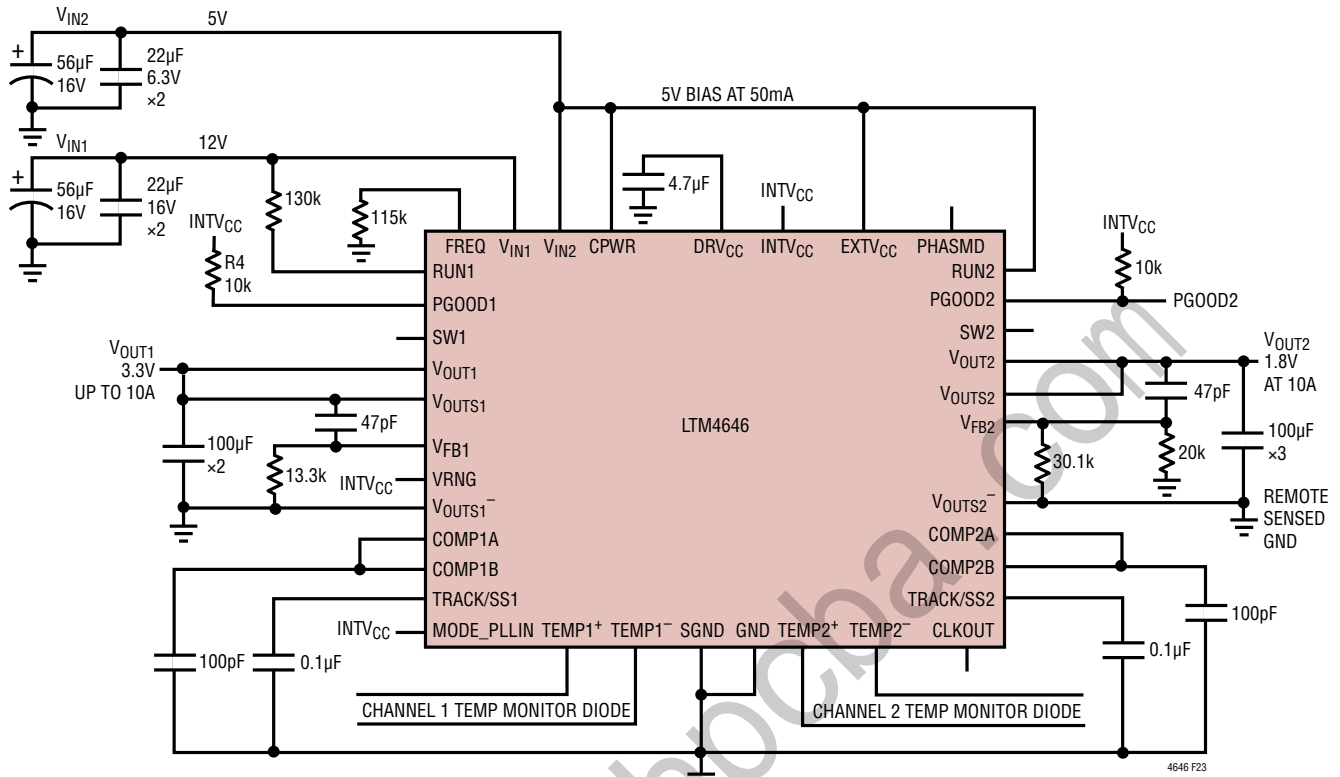 VIN2
5V
+
56µF
16V
22µF
6.3V
×2
5V BIAS AT 50mA
VIN1
12V
+
56µF
16V
22µF
16V
×2
130k
115k
4.7µF
INTVCC
INTVCC
R4
10k
INTVCC
10k
FREQ VIN1 VIN2 CPWR DRVCC INTVCC EXTVCC PHASMD
RUN1
RUN2
PGOOD1
PGOOD2
PGOOD2
SW1
SW2
VOUT1
3.3V
UP TO 10A
VOUT1
VOUT2
VOUT2
1.8V
AT 10A
VOUTS1
VOUTS2
47pF
47pF
VFB1
VFB2
LTM4646
100µF
×2
13.3k
30.1k
20k
100µF
×3
INTVCC
VRNG
VOUTS1–
VOUTS2–
REMOTE
SENSED
GND
COMP1A
COMP2A
COMP1B
COMP2B
TRACK/SS1
TRACK/SS2
INTVCC
MODE_PLLIN TEMP1+ TEMP1– SGND GND TEMP2+ TEMP2– CLKOUT
100pF
0.1µF
0.1µF
100pF
CHANNEL 1 TEMP MONITOR DIODE
CHANNEL 2 TEMP MONITOR DIODE
4646 F23